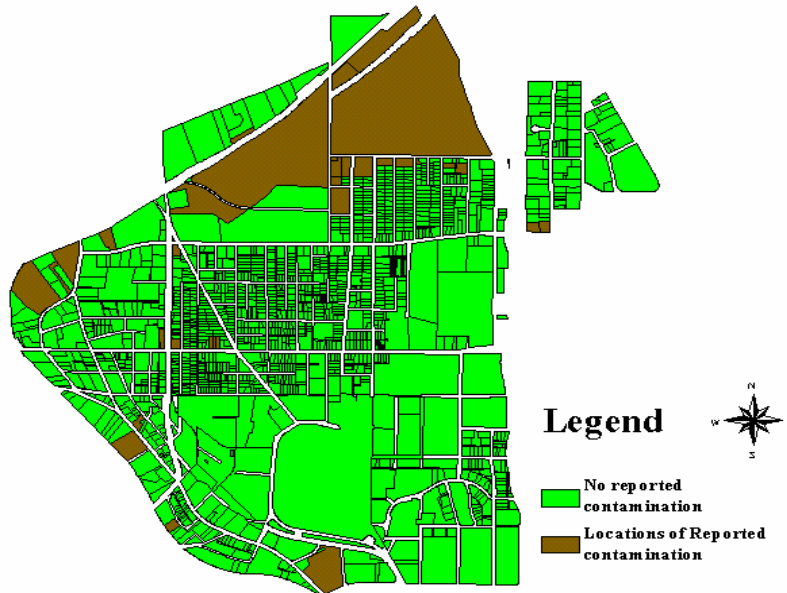 Legend
N
W
S
No reported
contamination
Locations of Reported
contamination